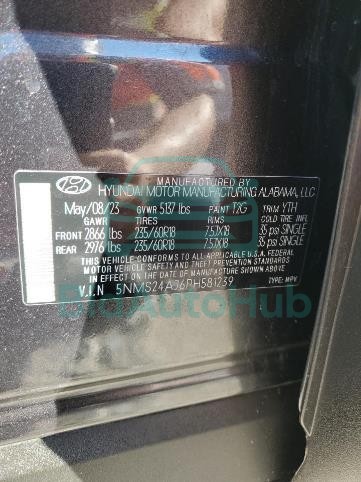 MANUFACTURED BY
HYUNDAI MOTOR MANUFACTURING ALABAMA, LLC
May/08/23 GVWR 5137 lbs PAINT T2G TRIM YTH
GAWR TIRES RIMS COLD TIRE INFL.
FRONT 2866 lbs 235/60R18 7.5JX18 35 psi SINGLE
REAR 2976 lbs 235/60R18 7.5JX18 35 psi SINGLE
THIS VEHICLE CONFORMS TO ALL APPLICABLE U.S.A. FEDERAL
MOTOR VEHICLE SAFETY AND THEFT PREVENTION STANDARDS
IN EFFECT ON THE DATE OF MANUFACTURE SHOWN ABOVE.
V.I.N 5NMS24AJ6PH581259 TYPE: MPV
BidAutoHub